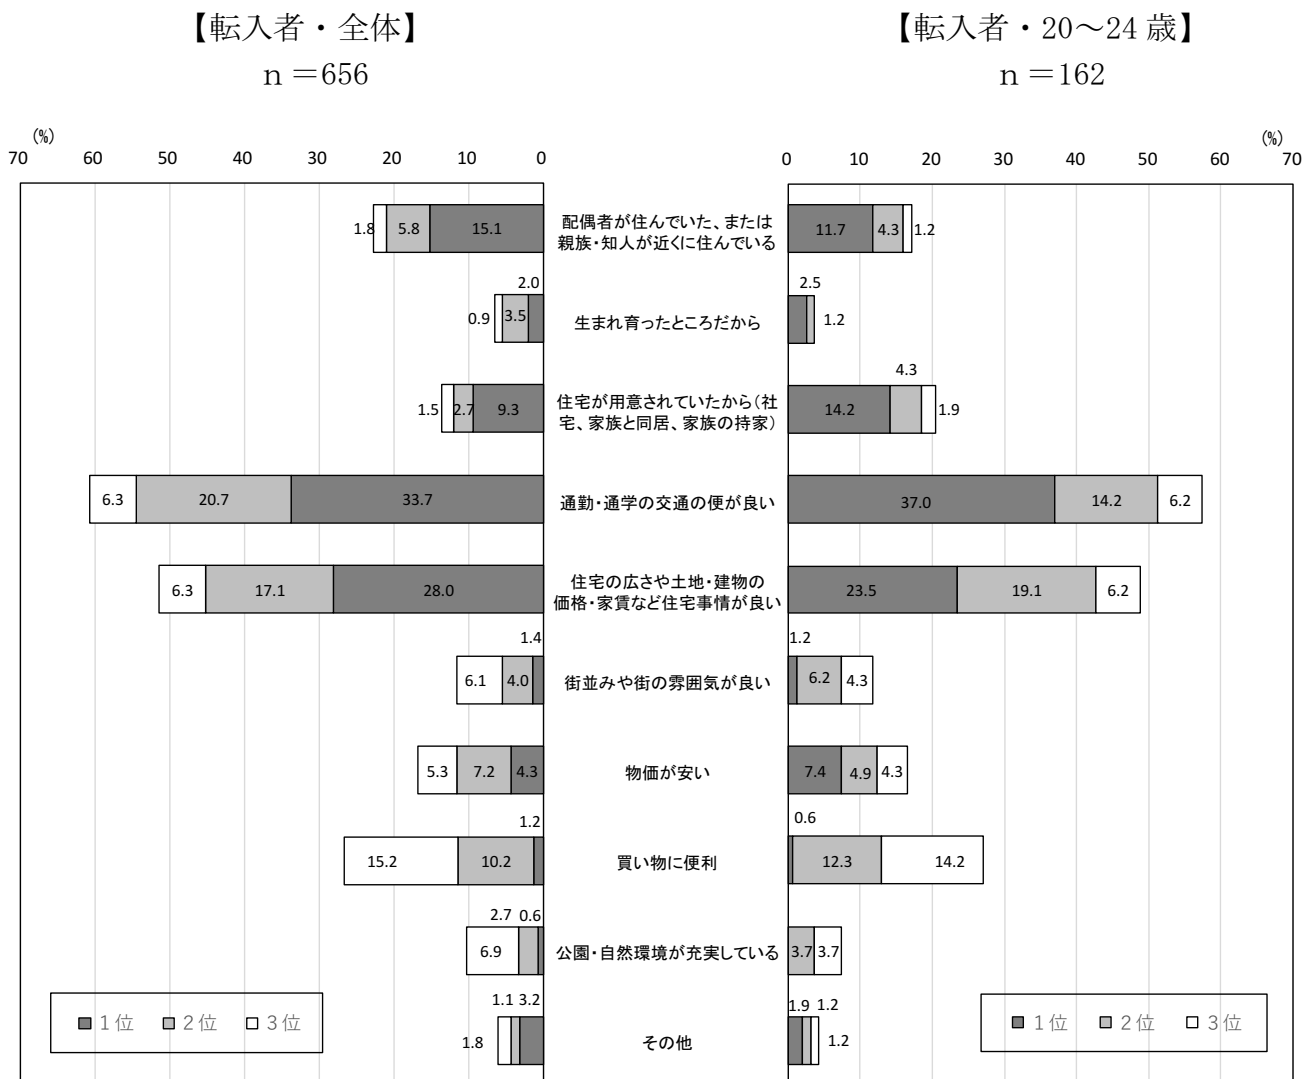 【転入者・全体】
n＝656
【転入者・20～24歳】
n＝162
(%)
70 60 50 40 30 20 10 0
(%)
0 10 20 30 40 50 60 70
1.8 5.8 15.1
配偶者が住んでいた、または
親族・知人が近くに住んでいる
11.7 4.3 1.2
2.0
0.9 3.5
生まれ育ったところだから
2.5
1.2
1.5 2.7 9.3
住宅が用意されていたから（社
宅、家族と同居、家族の持家）
4.3
14.2 1.9
6.3 20.7 33.7
通勤・通学の交通の便が良い
37.0 14.2 6.2
6.3 17.1 28.0
住宅の広さや土地・建物の
価格・家賃など住宅事情が良い
23.5 19.1 6.2
1.4
6.1 4.0
街並みや街の雰囲気が良い
1.2
6.2 4.3
5.3 7.2 4.3
物価が安い
7.4 4.9 4.3
1.2
15.2 10.2
買い物に便利
0.6
12.3 14.2
2.7 0.6
6.9
公園・自然環境が充実している
3.7 3.7
1.1 3.2
1.8
その他
1.9 1.2
1.2
1位 2位 3位
1位 2位 3位